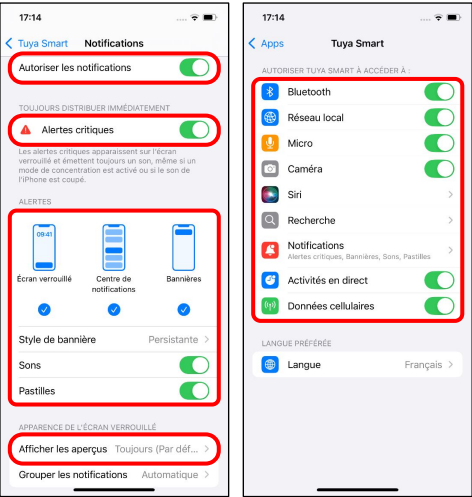 17:14
Tuya Smart
Notifications
Autoriser les notifications
TOUJOURS DISTRIBUER IMMÉDIATEMENT
Alertes critiques
Les alertes critiques apparaissent sur l'écran
verrouillé et émettent toujours un son, même si un
mode de concentration est activé ou si le son de
l'iPhone est coupé.
ALERTES
09:41
Écran verrouillé
Centre de
notifications
Bannières
Style de bannière
Persistante
Sons
Pastilles
APPARENCE DE L'ÉCRAN VERROUILLÉ
Afficher les aperçus
Toujours (Par déf...
Grouper les notifications
Automatique
17:14
Apps
Tuya Smart
AUTORISER TUYA SMART À ACCÉDER À :
Bluetooth
Réseau local
Micro
Caméra
Siri
Recherche
Notifications
Alertes critiques, Bannières, Sons, Pastilles
Activités en direct
Données cellulaires
LANGUE PRÉFÉRÉE
Langue
Français